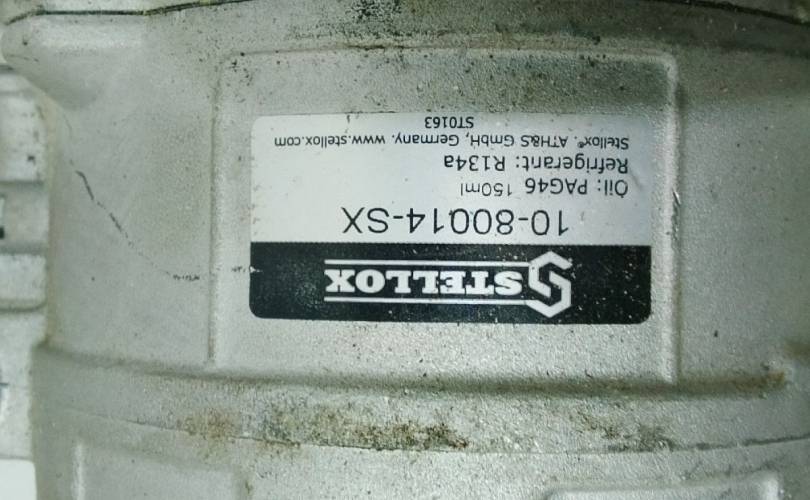 STELLOX
10-80014-SX
Oil: PAG46 150ml
Refrigerant: R134a
Stellox®. ATH&S GmbH, Germany. www.stellox.com
ST0163